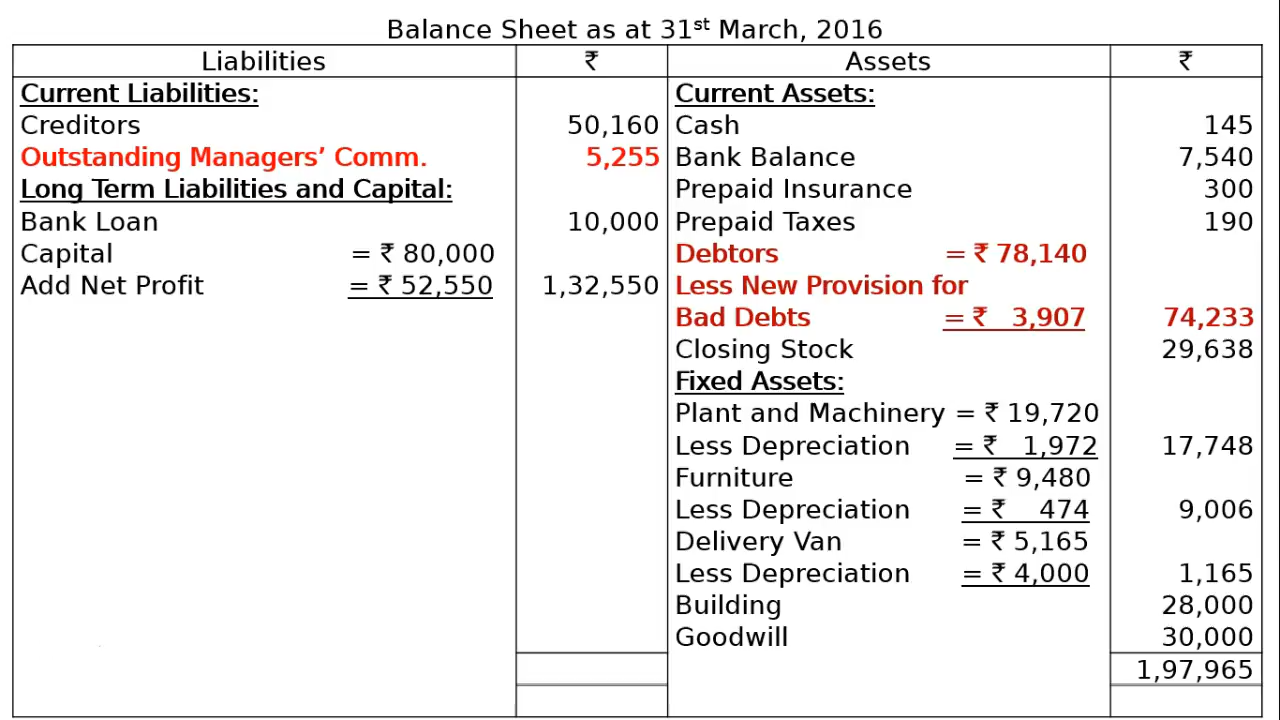 Balance Sheet as at 31st March, 2016
Liabilities ₹ Assets ₹
Current Liabilities: Current Assets:
Creditors 50,160 Cash 145
Outstanding Managers’ Comm. 5,255 Bank Balance 7,540
Long Term Liabilities and Capital: Prepaid Insurance 300
Bank Loan 10,000 Prepaid Taxes 190
Capital = ₹ 80,000 Debtors = ₹ 78,140
Add Net Profit = ₹ 52,550 1,32,550 Less New Provision for
Bad Debts = ₹ 3,907 74,233
Closing Stock 29,638
Fixed Assets:
Plant and Machinery = ₹ 19,720
Less Depreciation = ₹ 1,972 17,748
Furniture = ₹ 9,480
Less Depreciation = ₹ 474 9,006
Delivery Van = ₹ 5,165
Less Depreciation = ₹ 4,000 1,165
Building 28,000
Goodwill 30,000
1,97,965